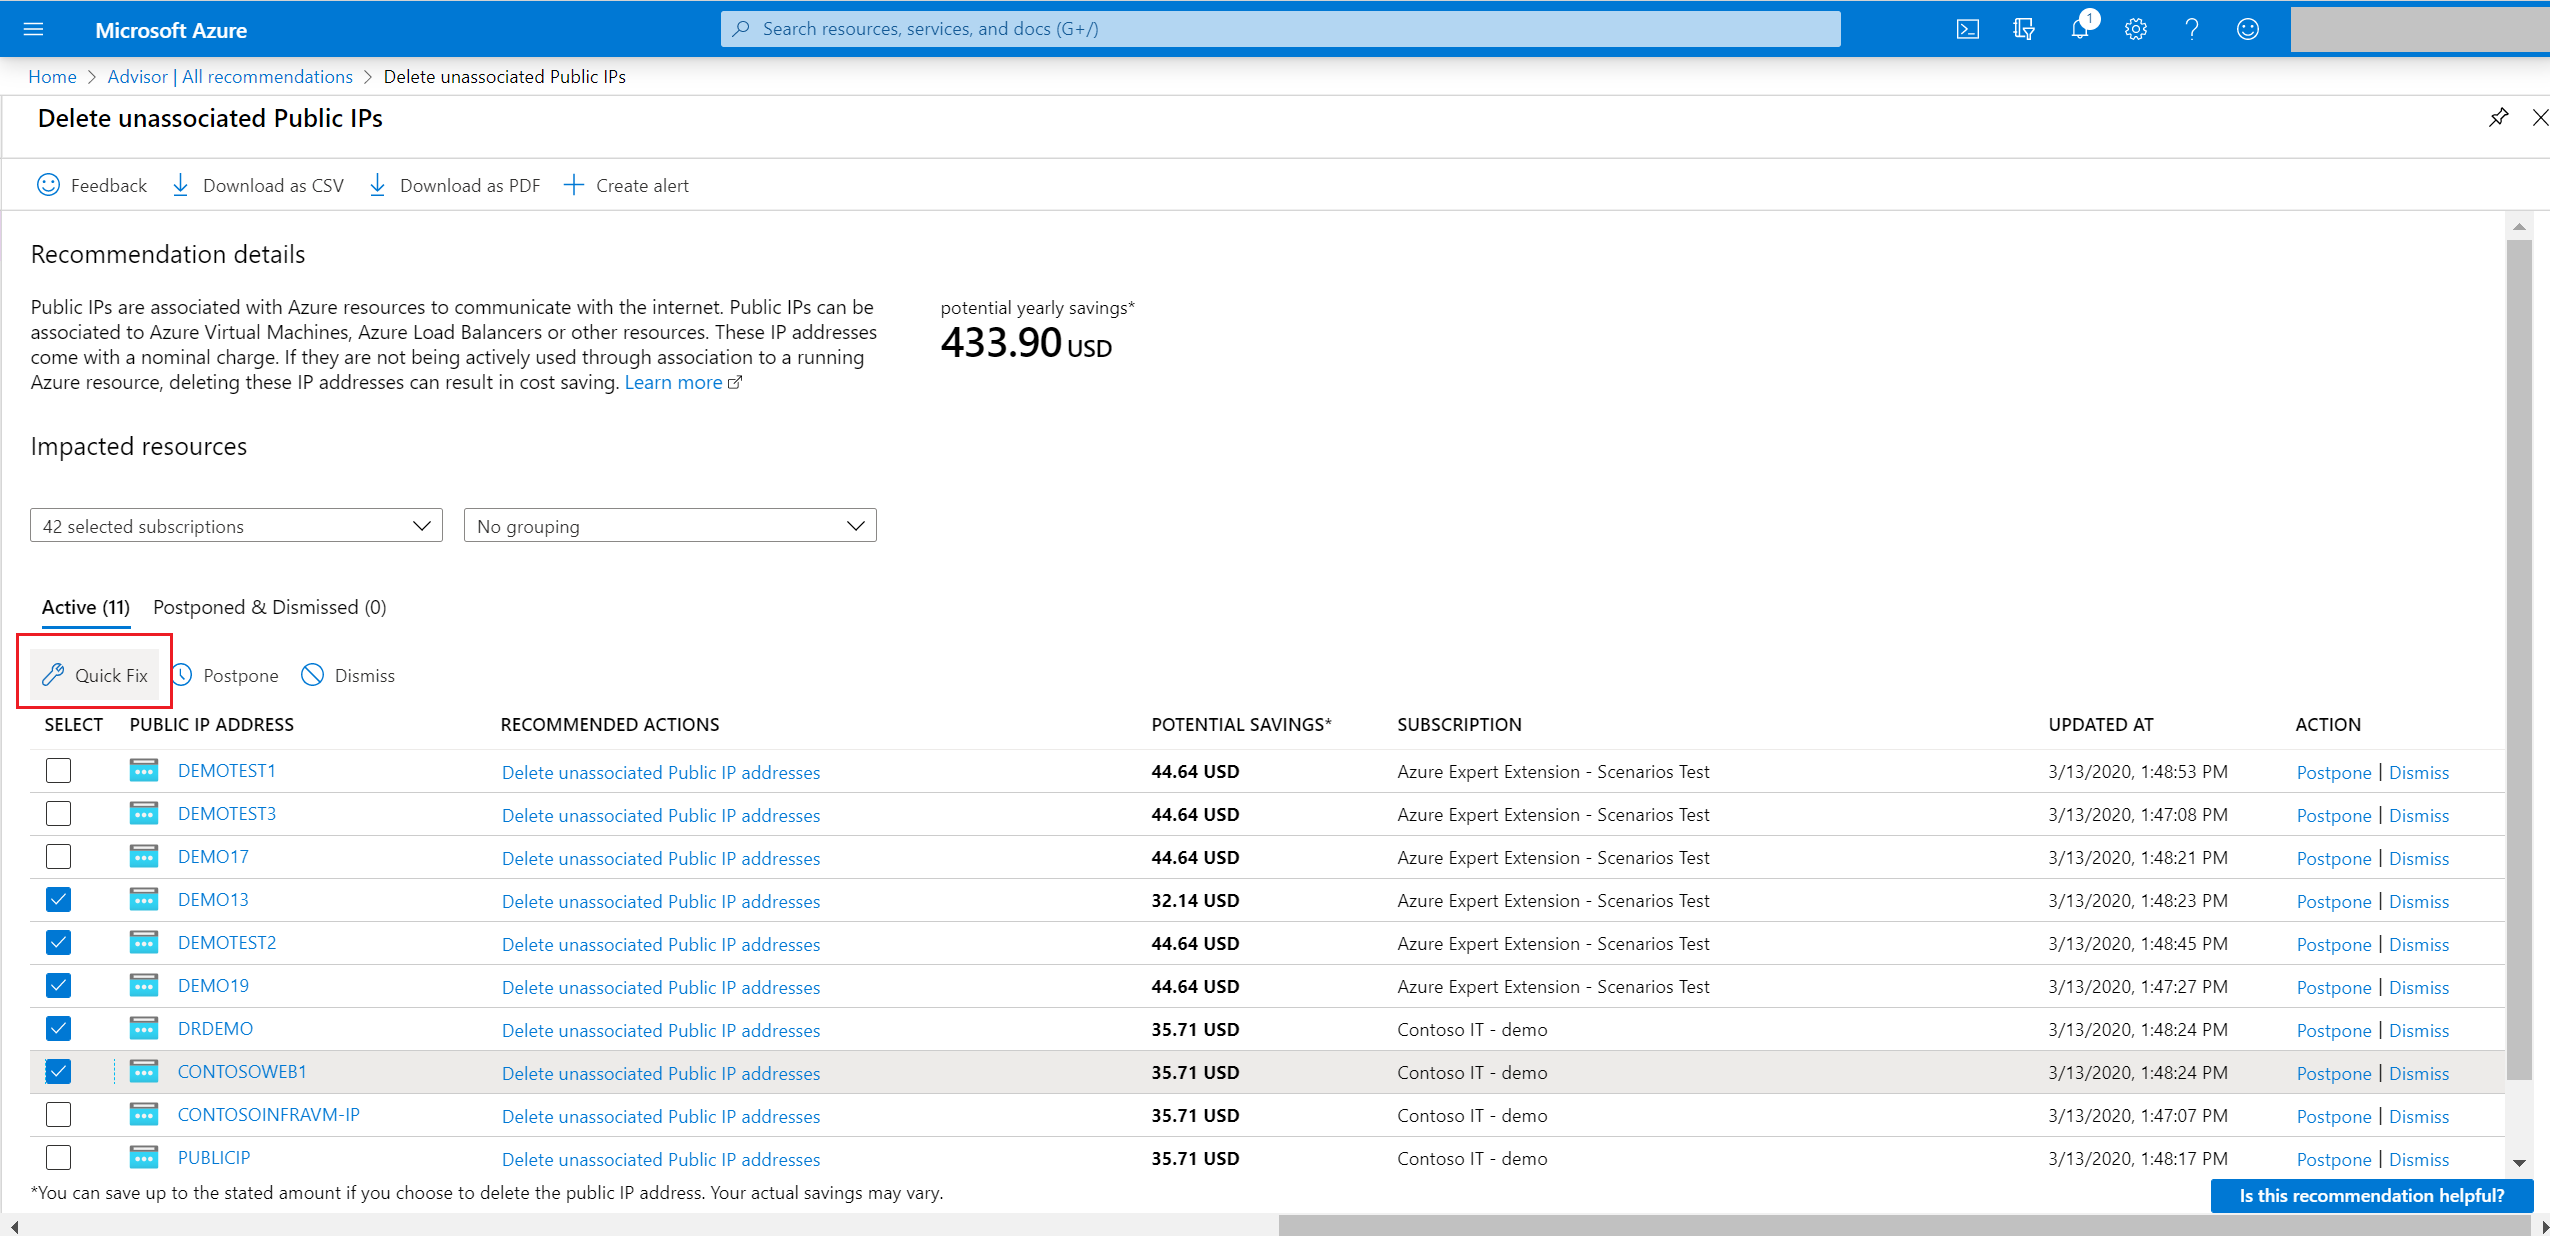 Microsoft Azure
Search resources, services, and docs (G+/)
1
Home > Advisor | All recommendations > Delete unassociated Public IPs
Delete unassociated Public IPs
Feedback Download as CSV Download as PDF Create alert
Recommendation details
Public IPs are associated with Azure resources to communicate with the internet. Public IPs can be
associated to Azure Virtual Machines, Azure Load Balancers or other resources. These IP addresses
come with a nominal charge. If they are not being actively used through association to a running
Azure resource, deleting these IP addresses can result in cost saving. Learn more
potential yearly savings*
433.90 USD
Impacted resources
42 selected subscriptions No grouping
Active (11) Postponed & Dismissed (0)
Quick Fix Postpone Dismiss
SELECT PUBLIC IP ADDRESS RECOMMENDED ACTIONS POTENTIAL SAVINGS* SUBSCRIPTION UPDATED AT ACTION
DEMOTEST1 Delete unassociated Public IP addresses 44.64 USD Azure Expert Extension - Scenarios Test 3/13/2020, 1:48:53 PM Postpone | Dismiss
DEMOTEST3 Delete unassociated Public IP addresses 44.64 USD Azure Expert Extension - Scenarios Test 3/13/2020, 1:47:08 PM Postpone | Dismiss
DEMO17 Delete unassociated Public IP addresses 44.64 USD Azure Expert Extension - Scenarios Test 3/13/2020, 1:48:21 PM Postpone | Dismiss
DEMO13 Delete unassociated Public IP addresses 32.14 USD Azure Expert Extension - Scenarios Test 3/13/2020, 1:48:23 PM Postpone | Dismiss
DEMOTEST2 Delete unassociated Public IP addresses 44.64 USD Azure Expert Extension - Scenarios Test 3/13/2020, 1:48:45 PM Postpone | Dismiss
DEMO19 Delete unassociated Public IP addresses 44.64 USD Azure Expert Extension - Scenarios Test 3/13/2020, 1:47:27 PM Postpone | Dismiss
DRDEMO Delete unassociated Public IP addresses 35.71 USD Contoso IT - demo 3/13/2020, 1:48:24 PM Postpone | Dismiss
CONTOSOWEB1 Delete unassociated Public IP addresses 35.71 USD Contoso IT - demo 3/13/2020, 1:48:24 PM Postpone | Dismiss
CONTOSOINFRAVM-IP Delete unassociated Public IP addresses 35.71 USD Contoso IT - demo 3/13/2020, 1:47:07 PM Postpone | Dismiss
PUBLICIP Delete unassociated Public IP addresses 35.71 USD Contoso IT - demo 3/13/2020, 1:48:17 PM Postpone | Dismiss
*You can save up to the stated amount if you choose to delete the public IP address. Your actual savings may vary.
Is this recommendation helpful?